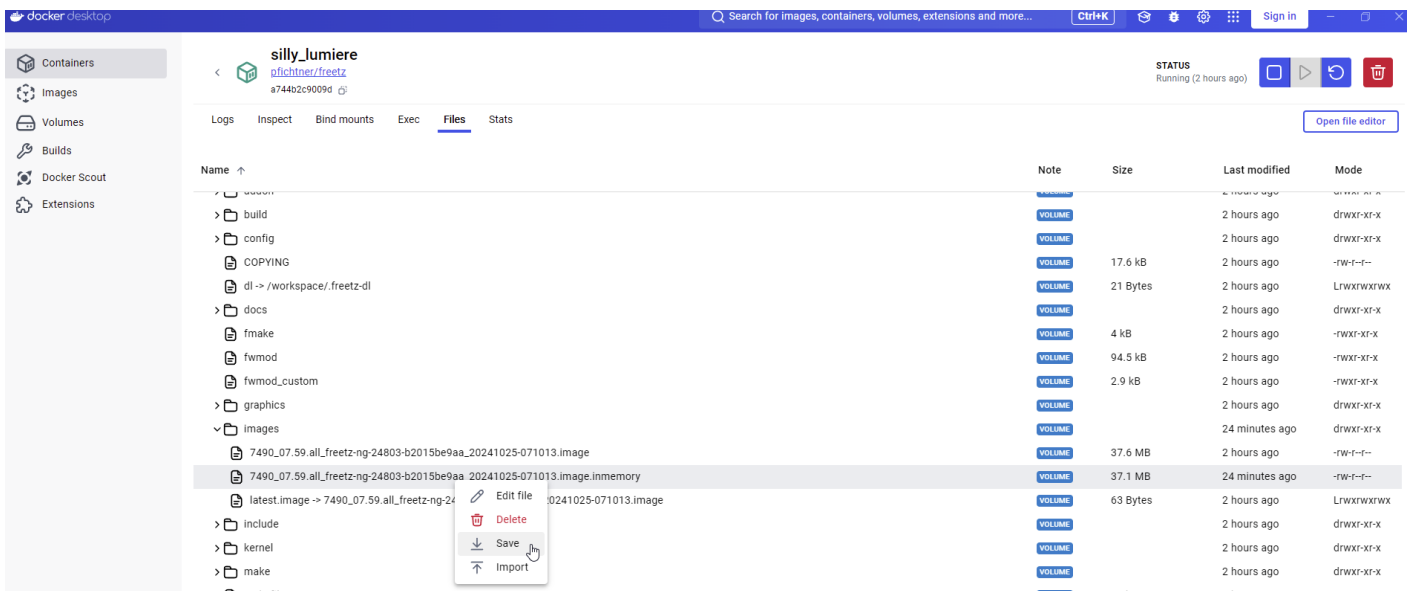 docker desktop
Search for images, containers, volumes, extensions and more... Ctrl+K Sign in
Containers
Images
Volumes
Builds
Docker Scout
Extensions
silly_lumiere
pfichtner/freetz
a744b2c9009d
STATUS
Running (2 hours ago)
Logs Inspect Bind mounts Exec Files Stats
Open file editor
Name Note Size Last modified Mode
build VOLUME 2 hours ago drwxr-xr-x
config VOLUME 2 hours ago drwxr-xr-x
COPYING VOLUME 17.6 kB 2 hours ago -rw-r--r--
dl -> /workspace/.freetz-dl VOLUME 21 Bytes 2 hours ago Lrwxrwxrwx
docs VOLUME 2 hours ago drwxr-xr-x
fmake VOLUME 4 kB 2 hours ago -rwxr-xr-x
fwmod VOLUME 94.5 kB 2 hours ago -rwxr-xr-x
fwmod_custom VOLUME 2.9 kB 2 hours ago -rwxr-xr-x
graphics VOLUME 2 hours ago drwxr-xr-x
images VOLUME 24 minutes ago drwxr-xr-x
7490_07.59.all_freetz-ng-24803-b2015be9aa_20241025-071013.image VOLUME 37.6 MB 2 hours ago -rw-r--r--
7490_07.59.all_freetz-ng-24803-b2015be9aa_20241025-071013.image.inmemory VOLUME 37.1 MB 24 minutes ago -rw-r--r--
latest.image -> 7490_07.59.all_freetz-ng-24 0241025-071013.image VOLUME 63 Bytes 2 hours ago Lrwxrwxrwx
include VOLUME 2 hours ago drwxr-xr-x
kernel VOLUME 2 hours ago drwxr-xr-x
make VOLUME 2 hours ago drwxr-xr-x
Edit file
Delete
Save
Import